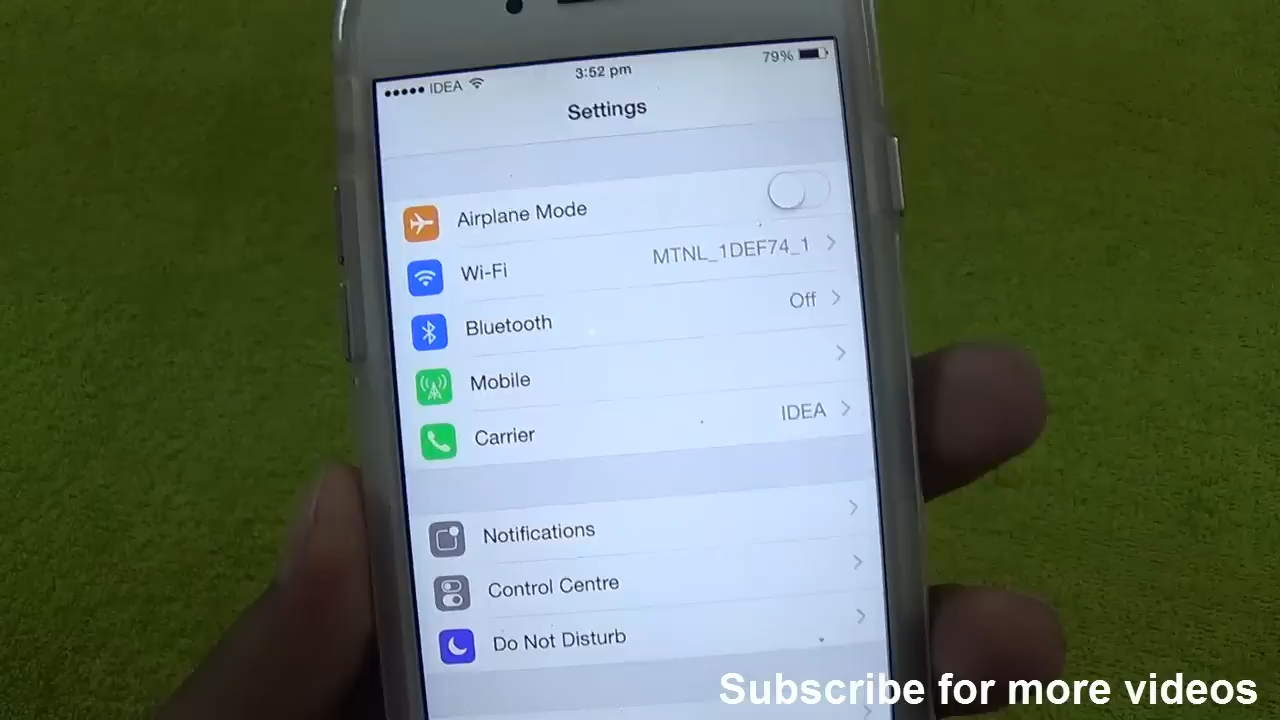 IDEA 3:52 pm 79%
Settings
Airplane Mode
Wi-Fi MTNL_1DEF74_1
Bluetooth Off
Mobile
Carrier IDEA
Notifications
Control Centre
Do Not Disturb
Subscribe for more videos